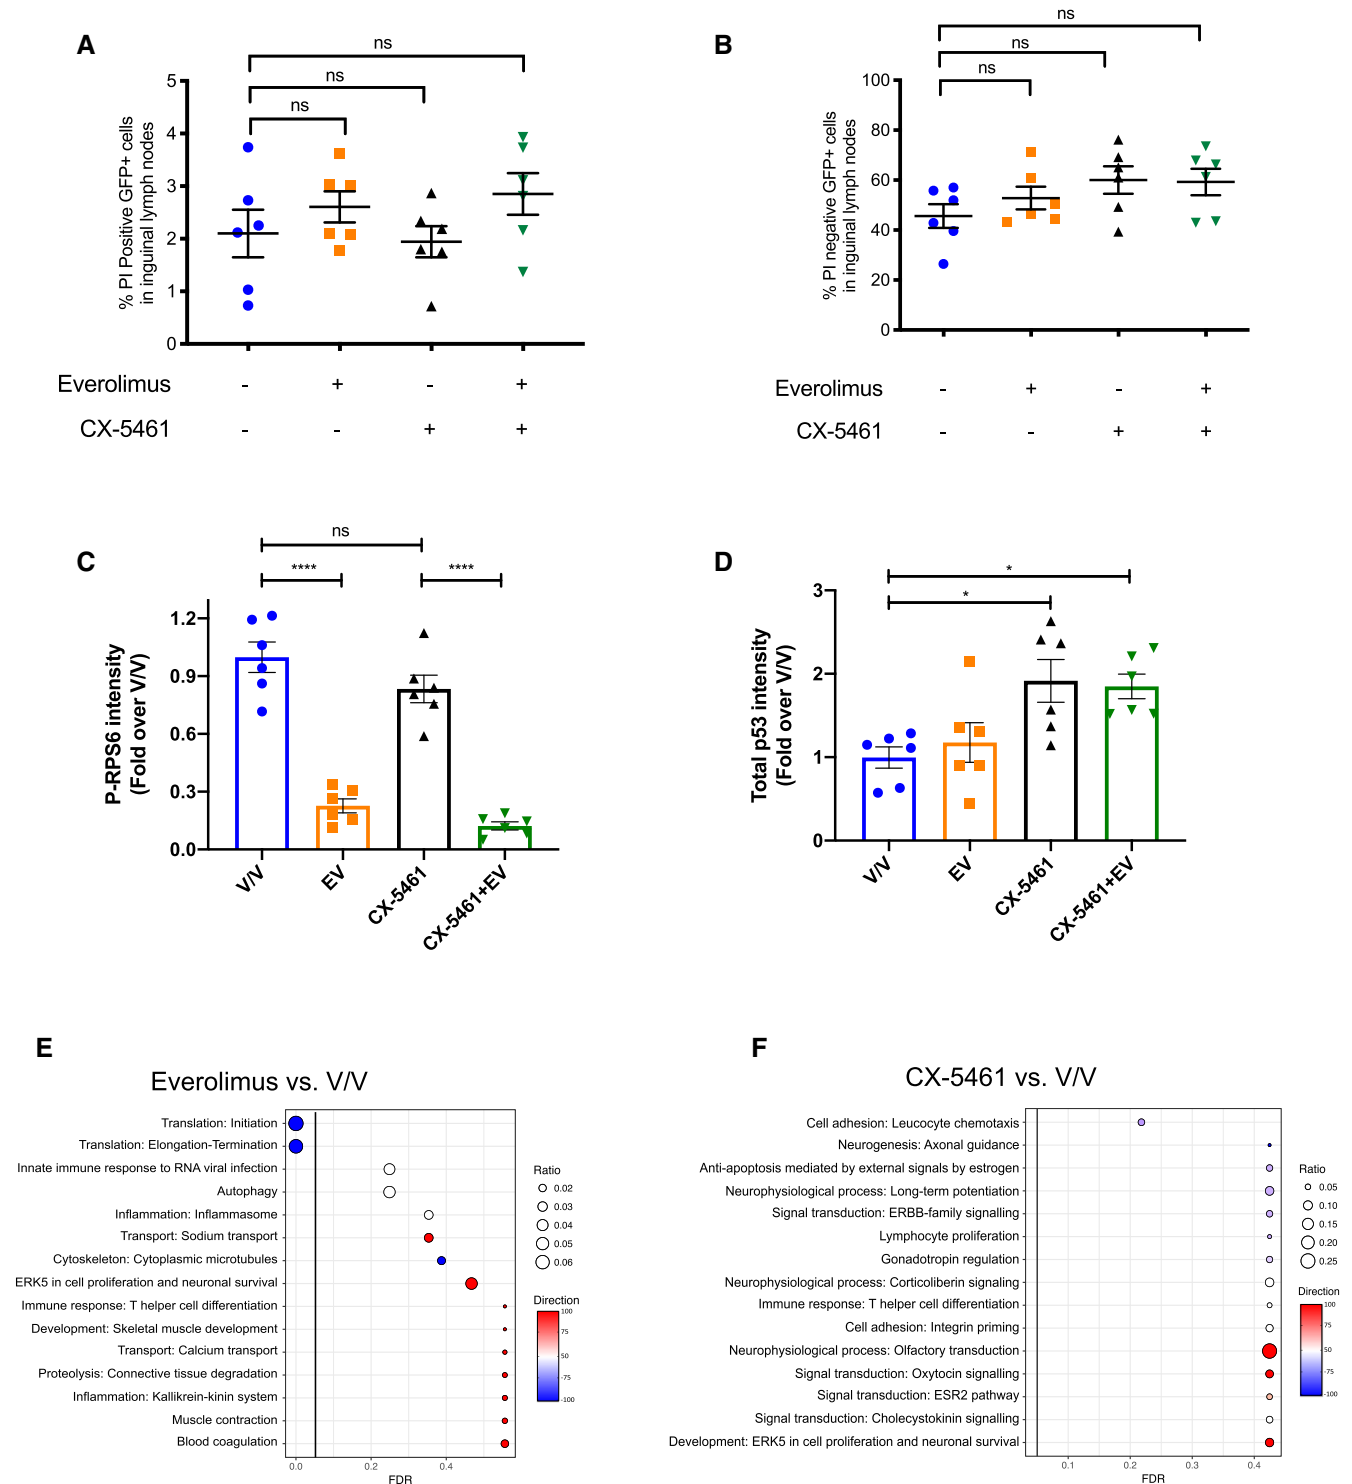 A
ns
ns
ns
% PI Positive GFP+ cells
in inguinal lymph nodes
5
4
3
2
1
0
Everolimus - + - +
CX-5461 - - + +
B
ns
ns
ns
% PI negative GFP+ cells
in inguinal lymph nodes
100
80
60
40
20
0
Everolimus - + - +
CX-5461 - - + +
C
ns
**** ****
P-RPS6 intensity
(Fold over V/V)
1.2
0.9
0.6
0.3
0.0
V/V EV CX-5461 CX-5461+EV
D
*
*
Total p53 intensity
(Fold over V/V)
3
2
1
0
V/V EV CX-5461 CX-5461+EV
E
Everolimus vs. V/V
Translation: Initiation
Translation: Elongation-Termination
Innate immune response to RNA viral infection
Autophagy
Inflammation: Inflammasome
Transport: Sodium transport
Cytoskeleton: Cytoplasmic microtubules
ERK5 in cell proliferation and neuronal survival
Immune response: T helper cell differentiation
Development: Skeletal muscle development
Transport: Calcium transport
Proteolysis: Connective tissue degradation
Inflammation: Kallikrein-kinin system
Muscle contraction
Blood coagulation
0.0 0.2 0.4
FDR
Ratio
0.02
0.03
0.04
0.05
0.06
Direction
100
75
50
-75
-100
F
CX-5461 vs. V/V
Cell adhesion: Leucocyte chemotaxis
Neurogenesis: Axonal guidance
Anti-apoptosis mediated by external signals by estrogen
Neurophysiological process: Long-term potentiation
Signal transduction: ERBB-family signalling
Lymphocyte proliferation
Gonadotropin regulation
Neurophysiological process: Corticoliberin signaling
Immune response: T helper cell differentiation
Cell adhesion: Integrin priming
Neurophysiological process: Olfactory transduction
Signal transduction: Oxytocin signalling
Signal transduction: ESR2 pathway
Signal transduction: Cholecystokinin signalling
Development: ERK5 in cell proliferation and neuronal survival
0.1 0.2 0.3 0.4
FDR
Ratio
0.05
0.10
0.15
0.20
0.25
Direction
100
75
-50
-75
-100